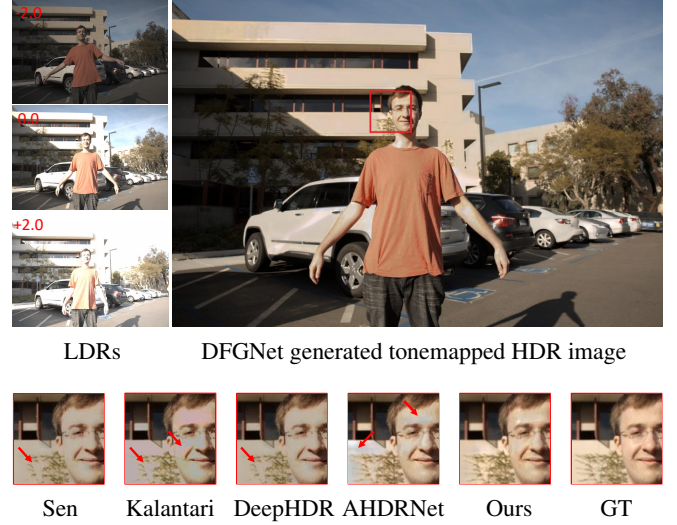 -2.0
0.0
+2.0
LDRs
DFGNet generated tonemapped HDR image
Sen
Kalantari
DeepHDR
AHDRNet
Ours
GT